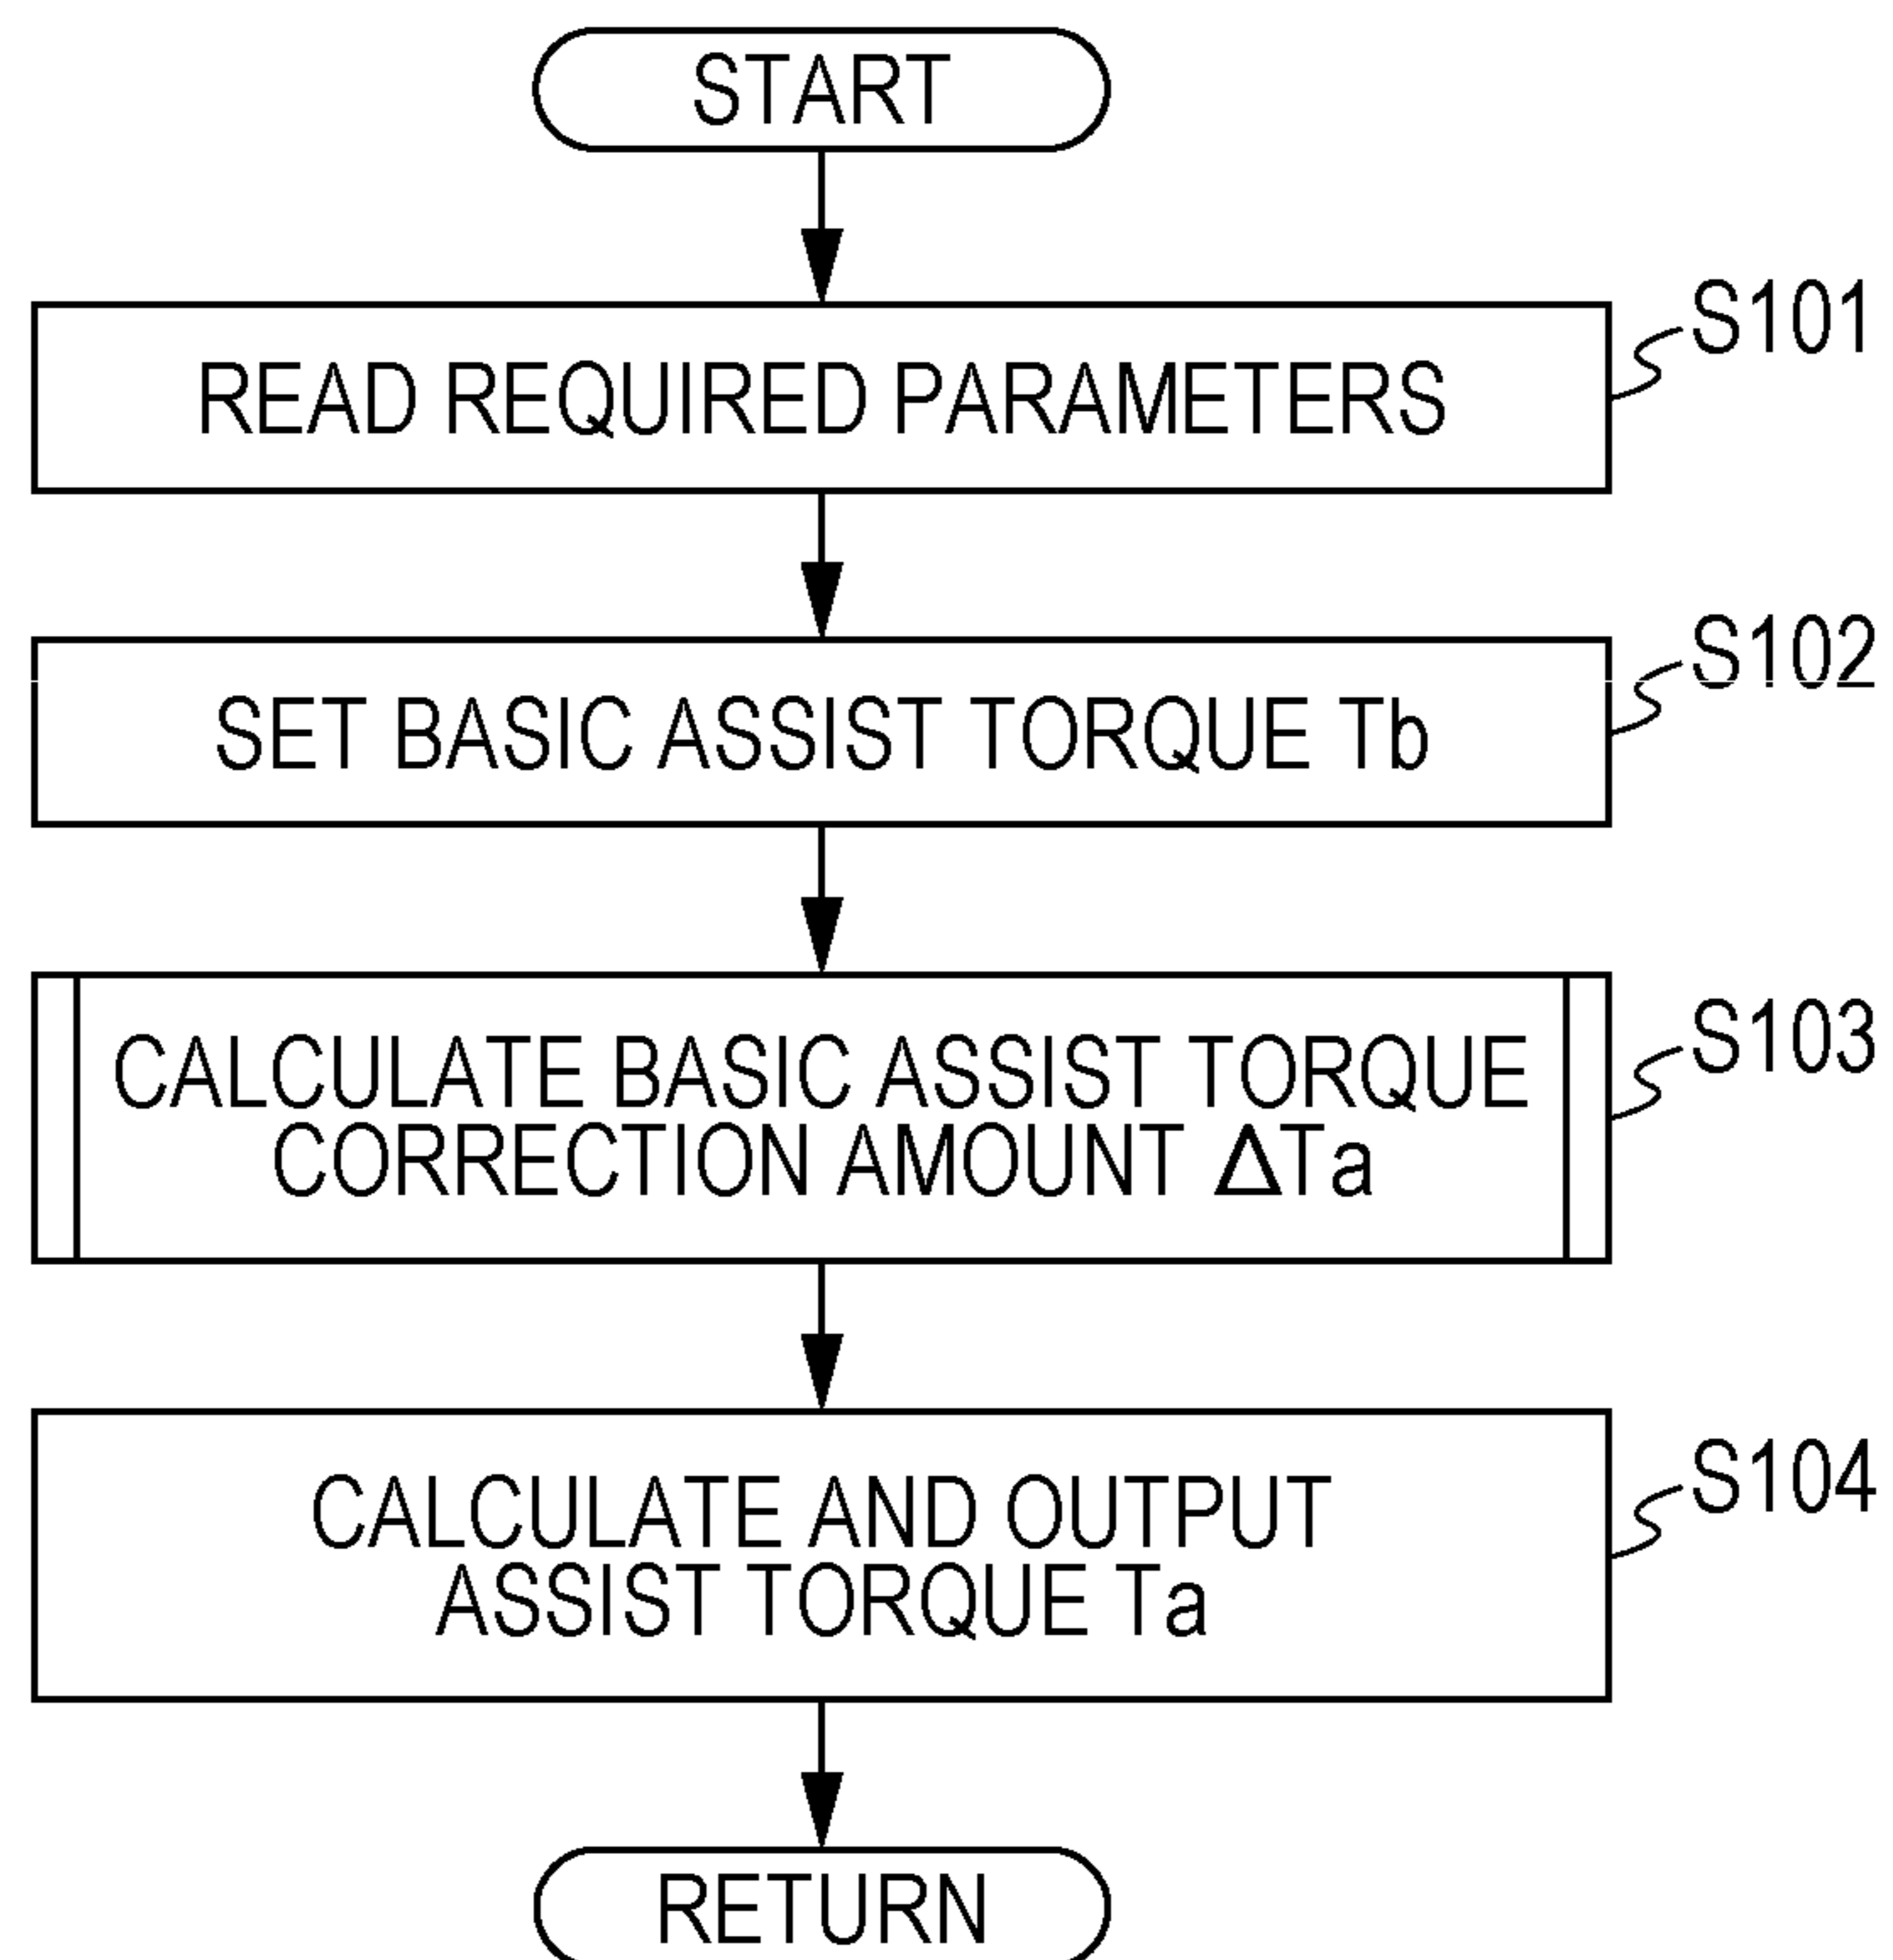 START
READ REQUIRED PARAMETERS
S101
SET BASIC ASSIST TORQUE Tb
S102
CALCULATE BASIC ASSIST TORQUE
CORRECTION AMOUNT ΔTa
S103
CALCULATE AND OUTPUT
ASSIST TORQUE Ta
S104
RETURN